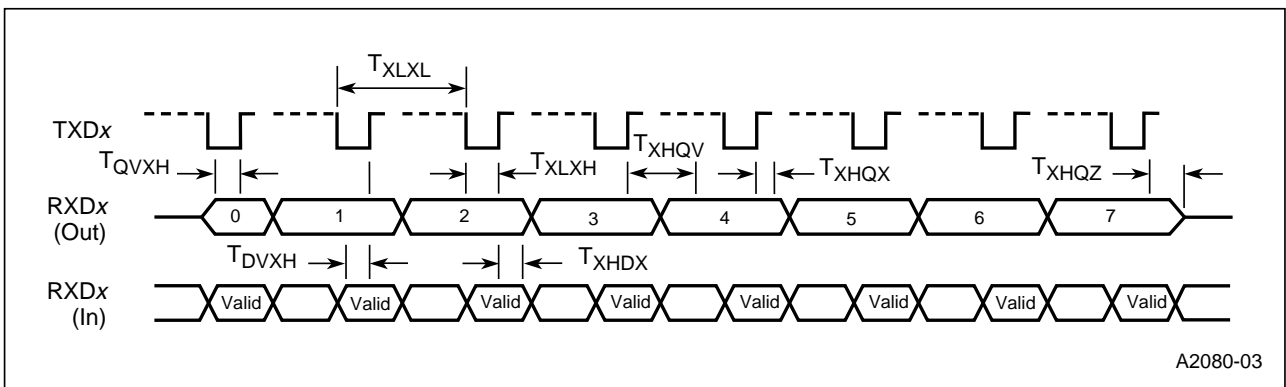 TXLXL
TXDx
TXHQV
TQVXH
TXLXH
TXHQX
TXHQZ
RXDx
(Out)
0 1 2 3 4 5 6 7
TDVXH
TXHDX
RXDx
(In)
Valid Valid Valid Valid Valid Valid Valid Valid
A2080-03